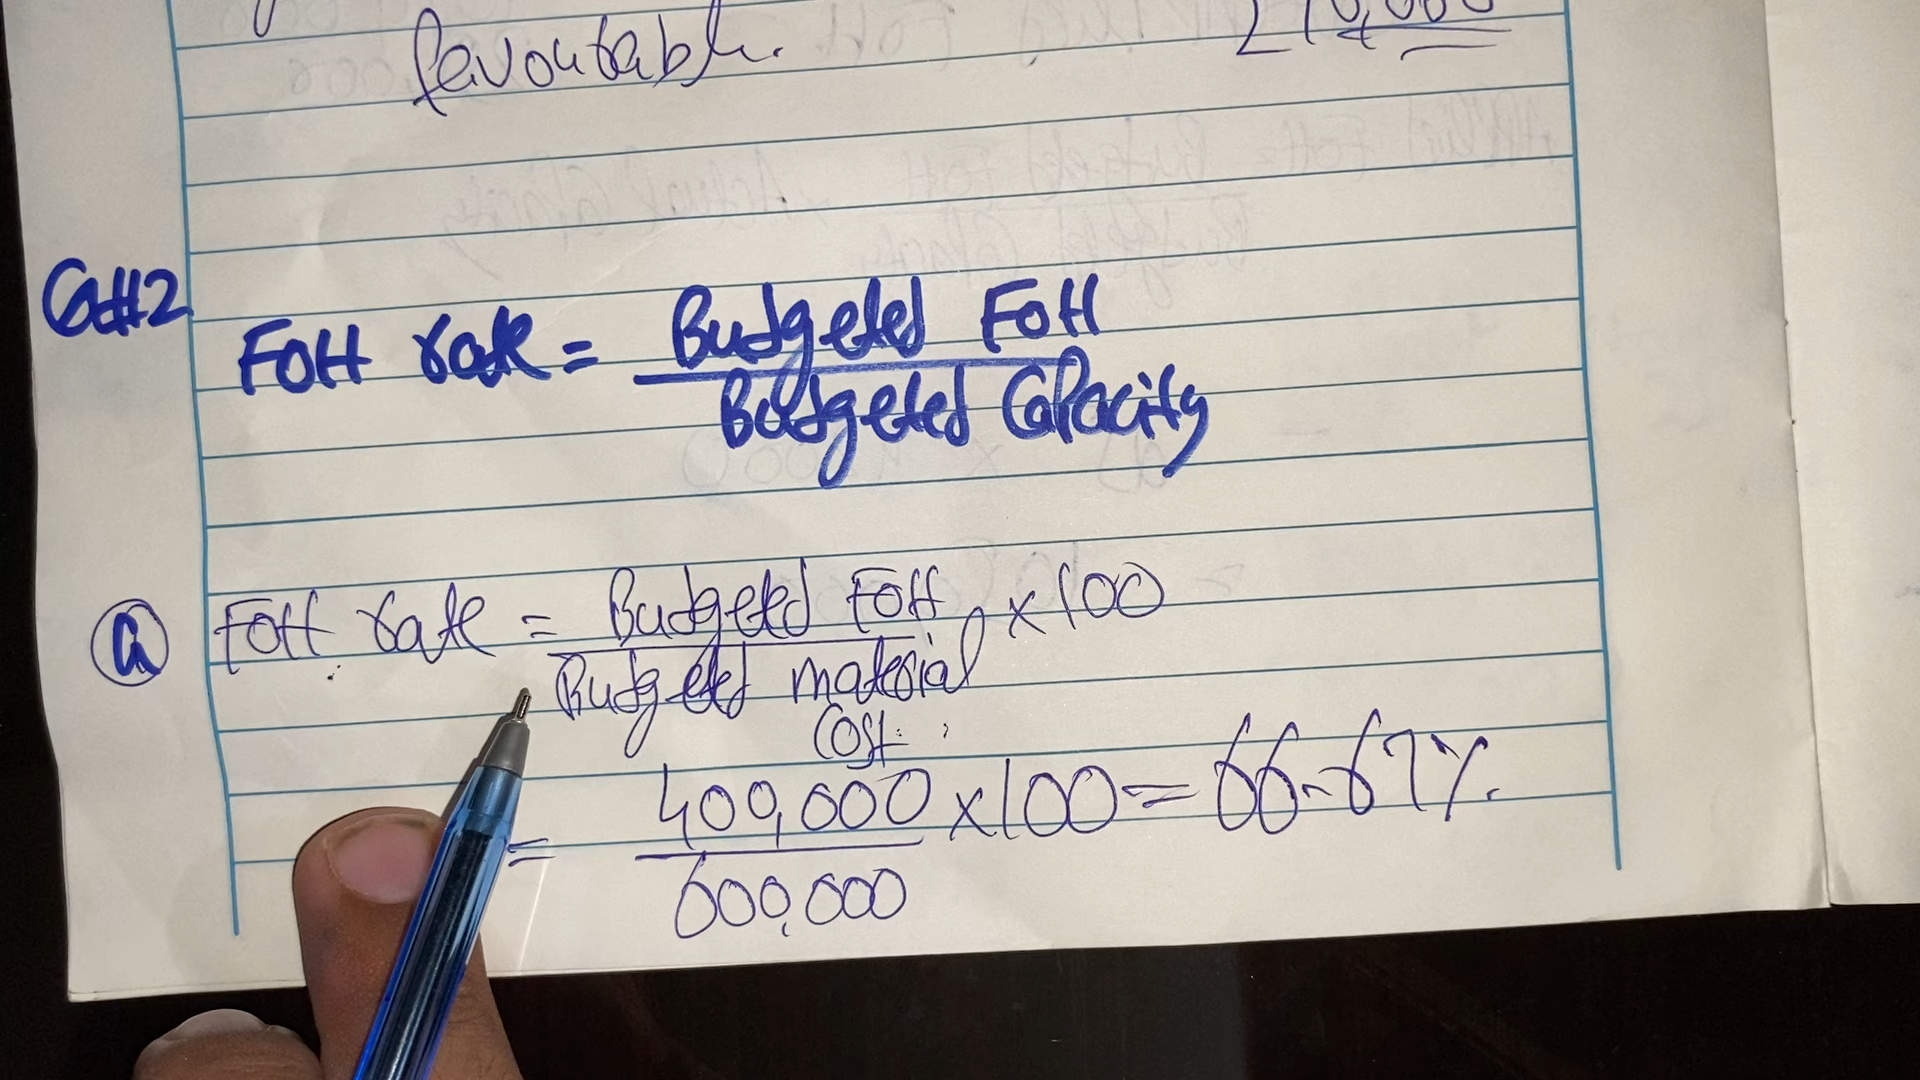 favourable.
Q#2
FOH rate = Budgeted FOH
Budgeted Capacity
a FOH rate = Budgeted FOH x 100
Budgeted material
Cost
= 400,000 x100 = 66.67%
600,000